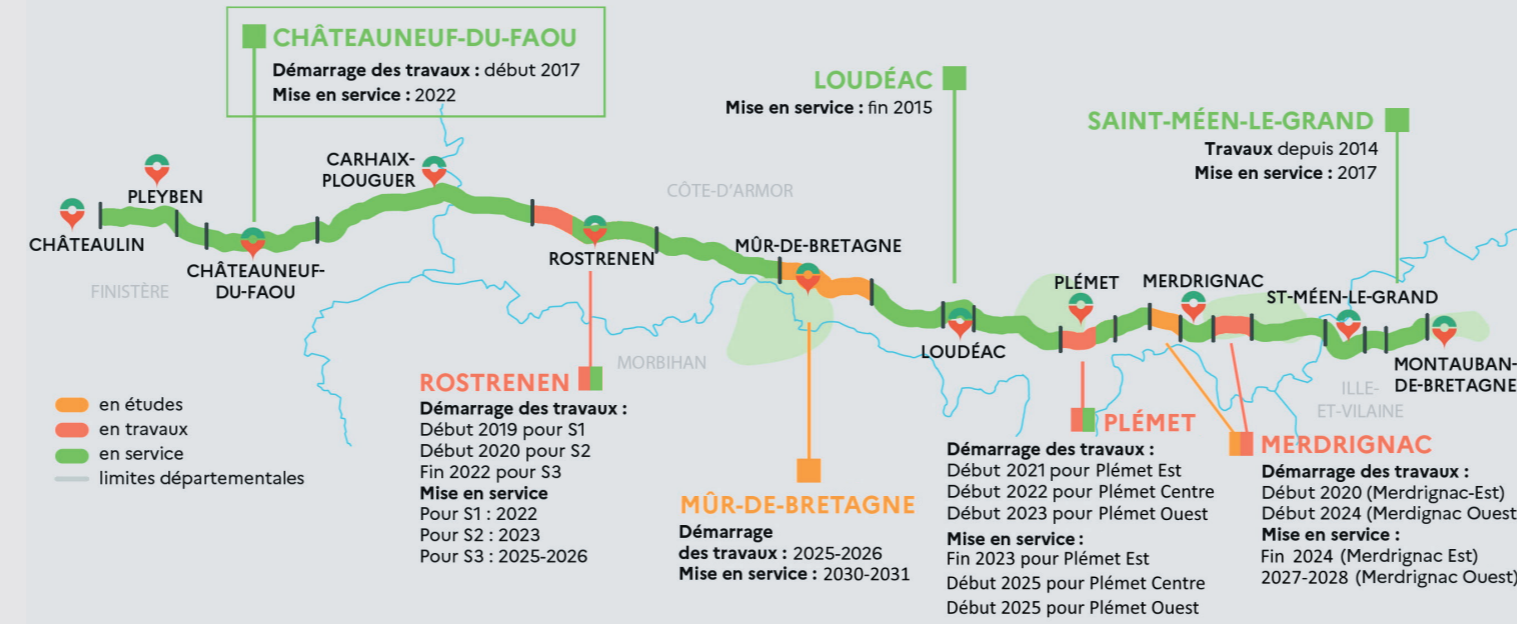 CHÂTEAUNEUF-DU-FAOU
Démarrage des travaux : début 2017
Mise en service : 2022
LOUDÉAC
Mise en service : fin 2015
SAINT-MÉEN-LE-GRAND
Travaux depuis 2014
Mise en service : 2017
CHÂTEAULIN
PLEYBEN
CHÂTEAUNEUF-
DU-FAOU
CARHAIX-
PLOUGUER
ROSTRENEN
MÛR-DE-BRETAGNE
LOUDÉAC
PLÉMET
MERDRIGNAC
ST-MÉEN-LE-GRAND
MONTAUBAN-
DE-BRETAGNE
FINISTÈRE
CÔTE-D'ARMOR
MORBIHAN
ILLE-
ET-VILAINE
en études
en travaux
en service
limites départementales
ROSTRENEN
Démarrage des travaux :
Début 2019 pour S1
Début 2020 pour S2
Fin 2022 pour S3
Mise en service
Pour S1 : 2022
Pour S2 : 2023
Pour S3 : 2025-2026
MÛR-DE-BRETAGNE
Démarrage
des travaux : 2025-2026
Mise en service : 2030-2031
PLÉMET
Démarrage des travaux :
Début 2021 pour Plémet Est
Début 2022 pour Plémet Centre
Début 2023 pour Plémet Ouest
Mise en service :
Fin 2023 pour Plémet Est
Début 2025 pour Plémet Centre
Début 2025 pour Plémet Ouest
MERDRIGNAC
Démarrage des travaux :
Début 2020 (Merdrignac-Est)
Début 2024 (Merdignac Ouest
Mise en service :
Fin 2024 (Merdrignac Est)
2027-2028 (Merdrignac Ouest)